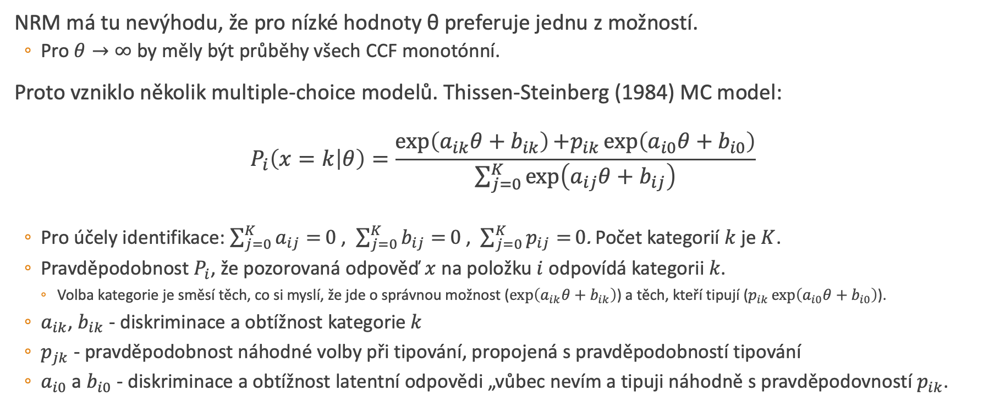 NRM má tu nevýhodu, že pro nízké hodnoty θ preferuje jednu z možností.
◦ Pro θ → ∞ by měly být průběhy všech CCF monotónní.
Proto vzniklo několik multiple-choice modelů. Thissen-Steinberg (1984) MC model:
$P_i(x = k|\theta) = \frac{\exp(a_{ik}\theta + b_{ik}) + p_{ik} \exp(a_{i0}\theta + b_{i0})}{\sum_{j=0}^{K} \exp(a_{ij}\theta + b_{ij})}$
◦ Pro účely identifikace: $\sum_{j=0}^{K} a_{ij} = 0$ , $\sum_{j=0}^{K} b_{ij} = 0$ , $\sum_{j=0}^{K} p_{ij} = 0$. Počet kategorií $k$ je $K$.
◦ Pravděpodobnost $P_i$, že pozorovaná odpověď $x$ na položku $i$ odpovídá kategorii $k$.
◦ Volba kategorie je směsí těch, co si myslí, že jde o správnou možnost ($\exp(a_{ik}\theta + b_{ik})$) a těch, kteří tipují ($p_{ik} \exp(a_{i0}\theta + b_{i0})$).
◦ $a_{ik}$, $b_{ik}$ - diskriminace a obtížnost kategorie $k$
◦ $p_{jk}$ - pravděpodobnost náhodné volby při tipování, propojená s pravděpodobností tipování
◦ $a_{i0}$ a $b_{i0}$ - diskriminace a obtížnost latentní odpovědi „vůbec nevím a tipuji náhodně s pravděpodovností $p_{ik}$.